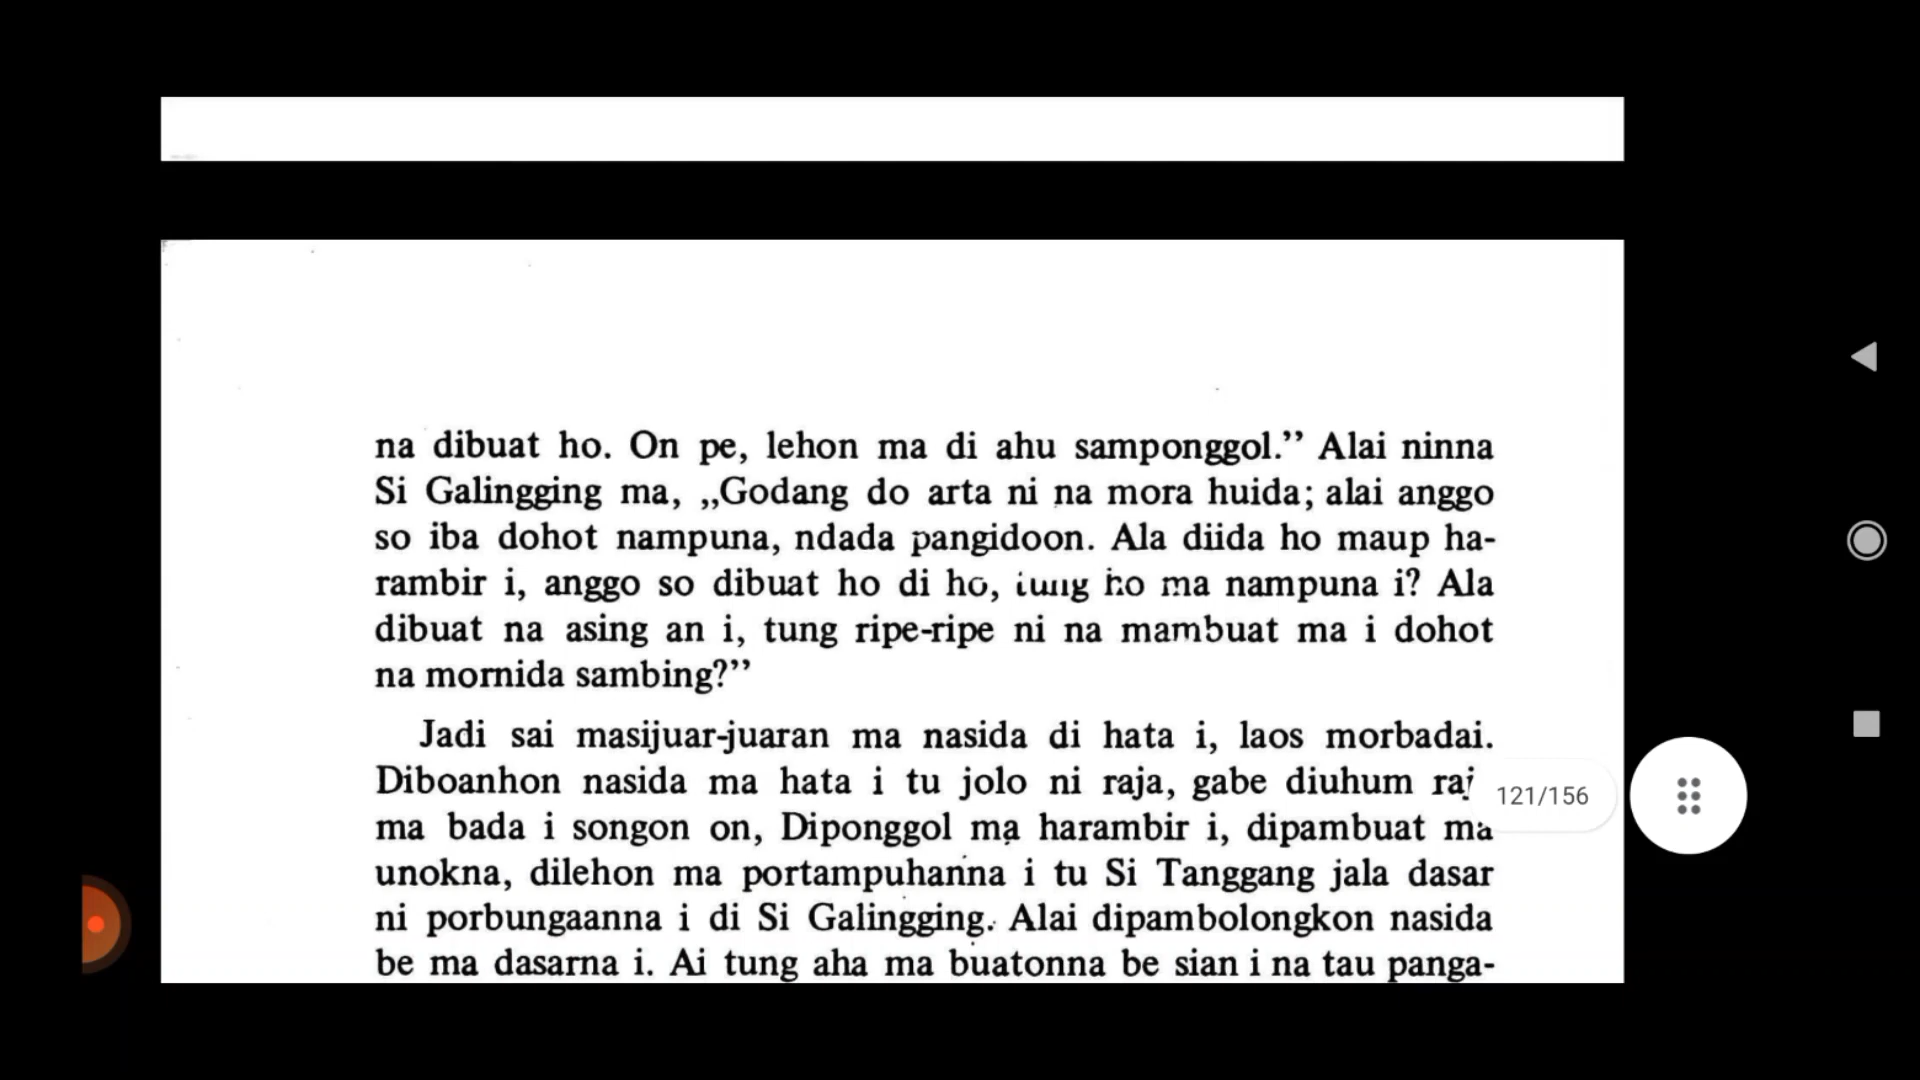 na dibuat ho. On pe, lehon ma di ahu samponggol.” Alai ninna
Si Galingging ma, „Godang do arta ni na mora huida; alai anggo
so iba dohot nampuna, ndada pangidoon. Ala diida ho maup ha-
rambir i, anggo so dibuat ho di ho, tung ho ma nampuna i? Ala
dibuat na asing an i, tung ripe-ripe ni na mambuat ma i dohot
na mornida sambing?”
Jadi sai masijuar-juaran ma nasida di hata i, laos morbadai.
Diboanhon nasida ma hata i tu jolo ni raja, gabe diuhum raj
121/156
ma bada i songon on, Diponggol ma harambir i, dipambuat ma
unokna, dilehon ma portampuhanna i tu Si Tanggang jala dasar
ni porbungaanna i di Si Galingging. Alai dipambolongkon nasida
be ma dasarna i. Ai tung aha ma buatonna be sian i na tau panga-